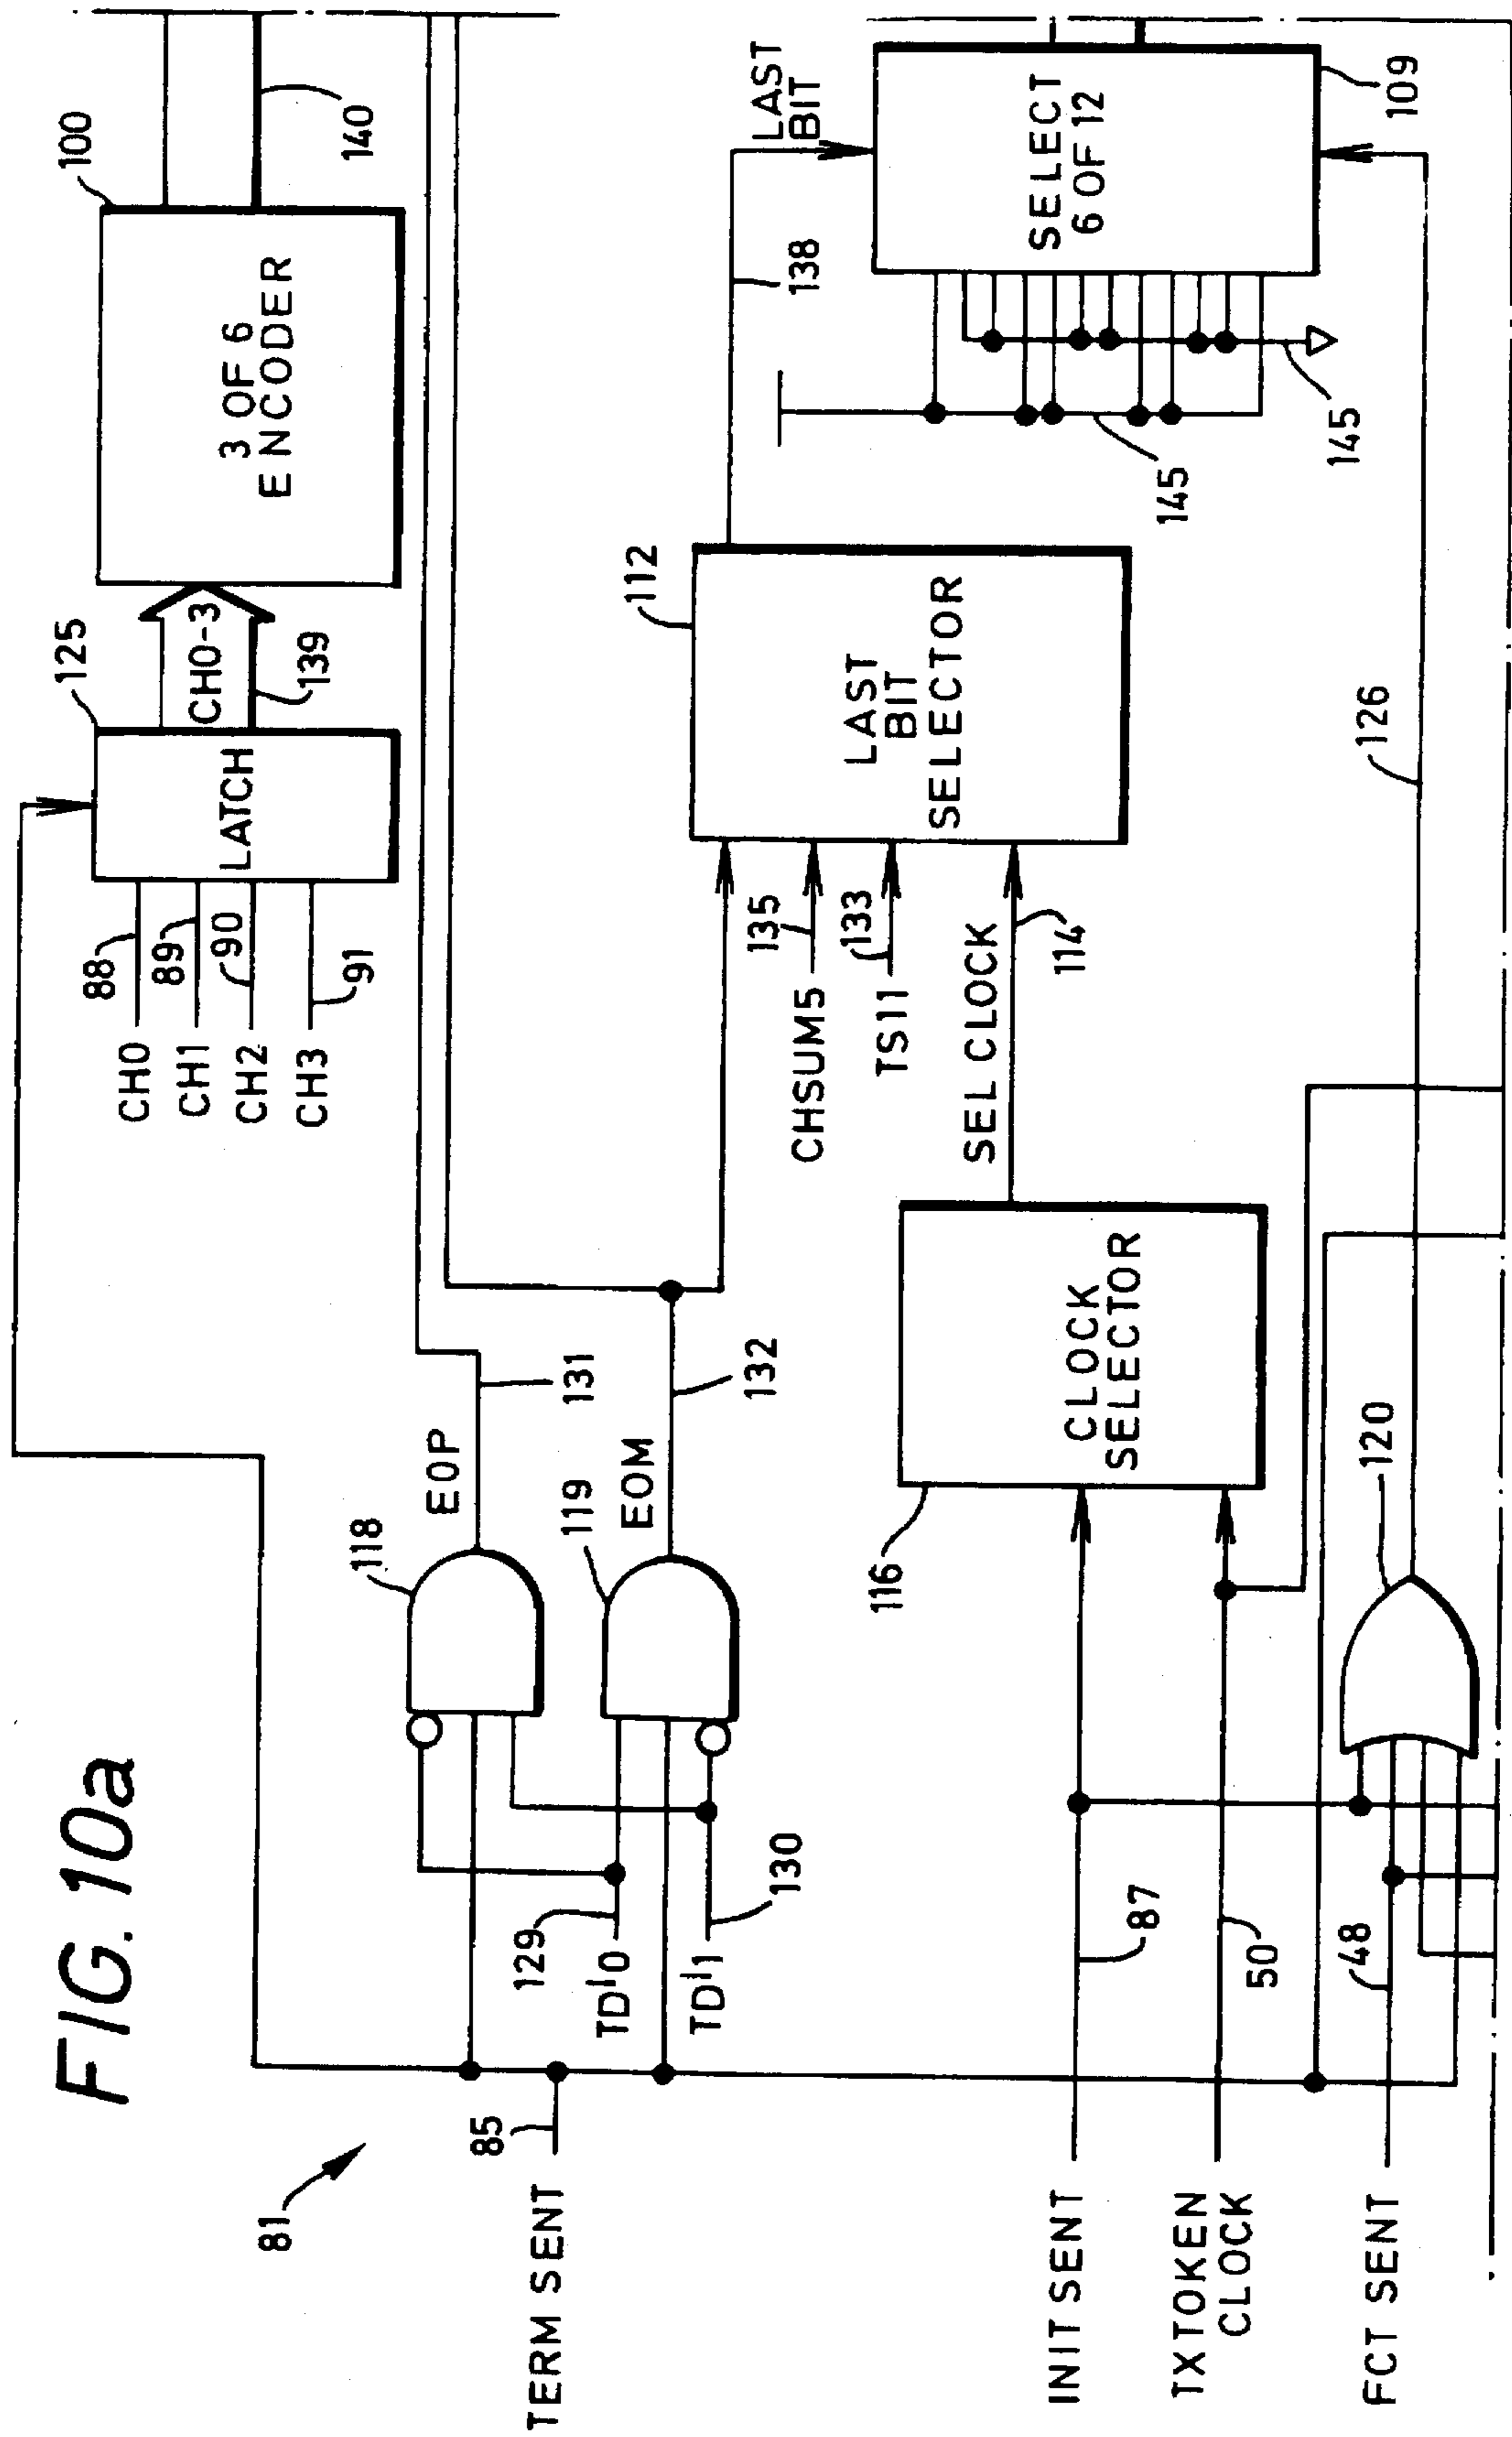 FIG. 10a
81
TERM SENT
85
118
EOP
131
119
EOM
132
129
TD'0
TD'1
130
CH0
88
CH1
89
CH2
90
CH3
91
LATCH
125
CH0-3
139
3 OF 6
ENCODER
100
140
INIT SENT
87
TX TOKEN
CLOCK
50
FCT SENT
48
120
126
116
CLOCK
SELECTOR
SEL CLOCK
114
CHSUM5
135
TS11
133
112
LAST
BIT
SELECTOR
138
LAST
BIT
SELECT
6 OF 12
109
145
145